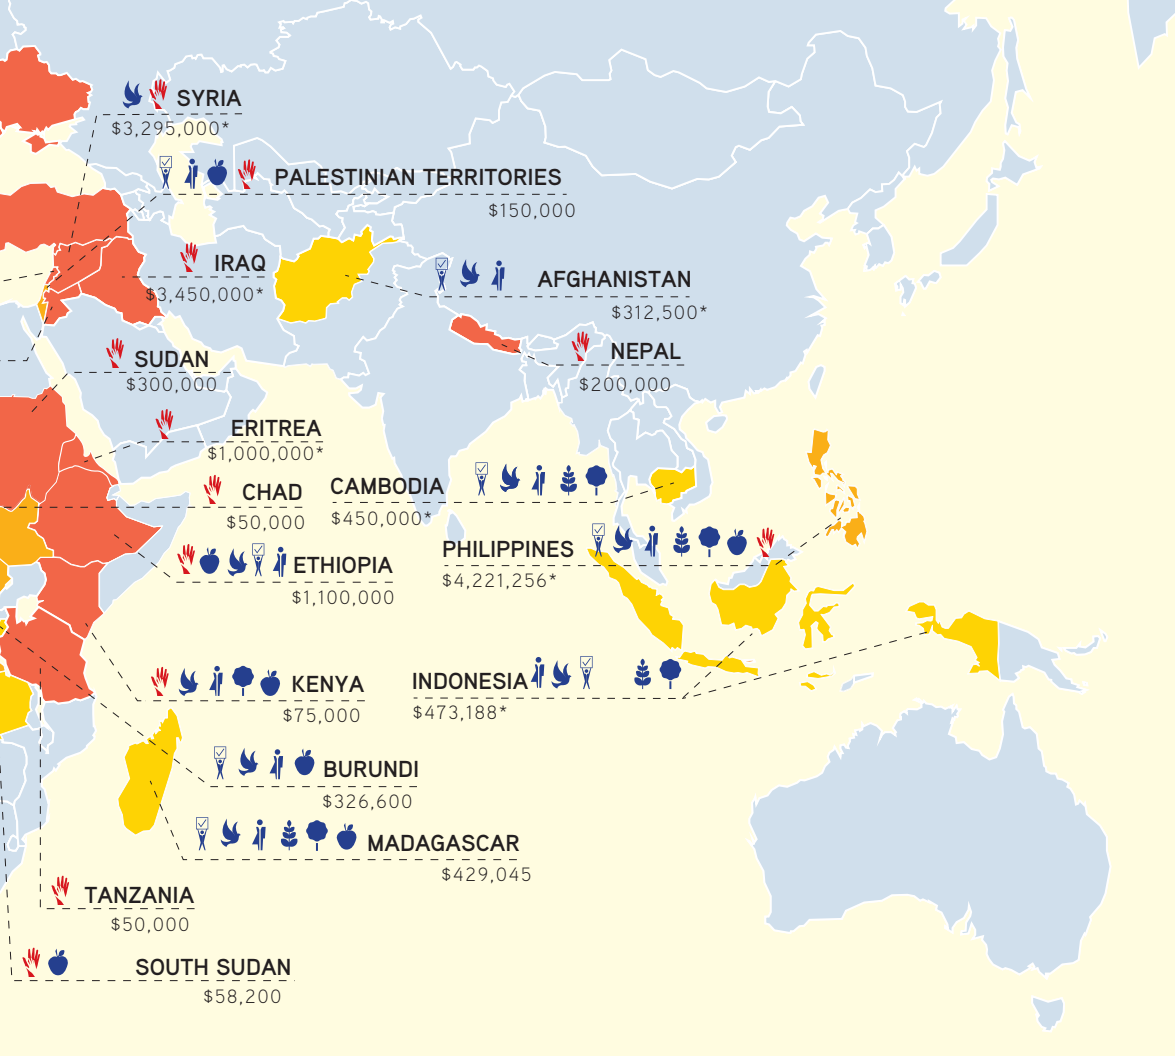 SYRIA
$3,295,000*
PALESTINIAN TERRITORIES
$150,000
IRAQ
$3,450,000*
AFGHANISTAN
$312,500*
NEPAL
$200,000
SUDAN
$300,000
ERITREA
$1,000,000*
CHAD
$50,000
CAMBODIA
$450,000*
ETHIOPIA
$1,100,000
PHILIPPINES
$4,221,256*
KENYA
$75,000
INDONESIA
$473,188*
BURUNDI
$326,600
MADAGASCAR
$429,045
TANZANIA
$50,000
SOUTH SUDAN
$58,200